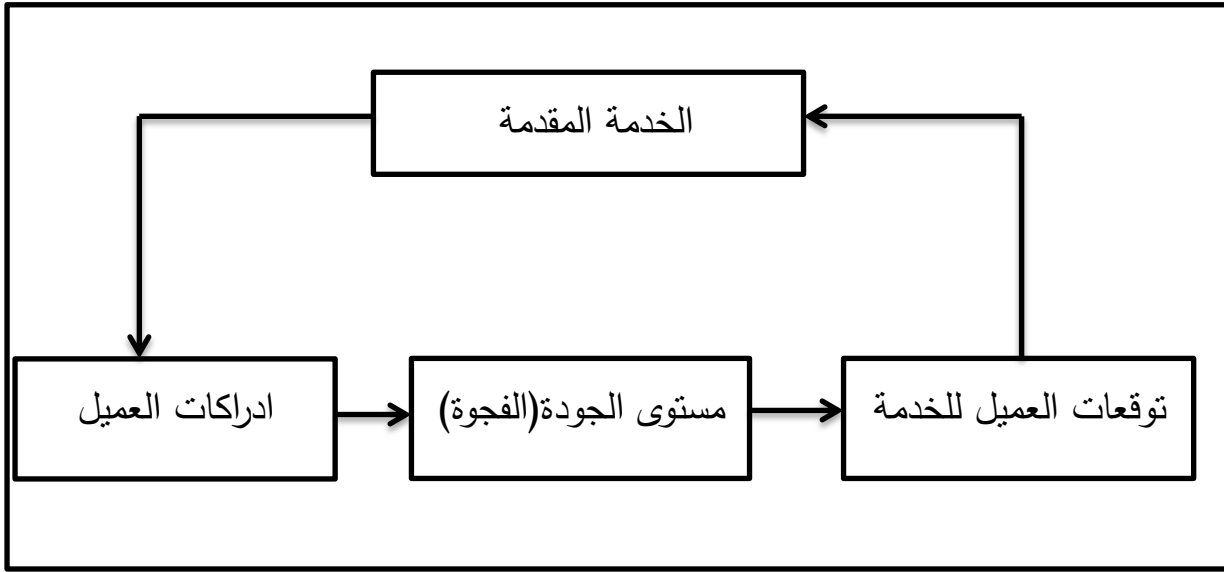 الخدمة المقدمة
توقعات العميل للخدمة
مستوى الجودة(الفجوة)
ادراكات العميل